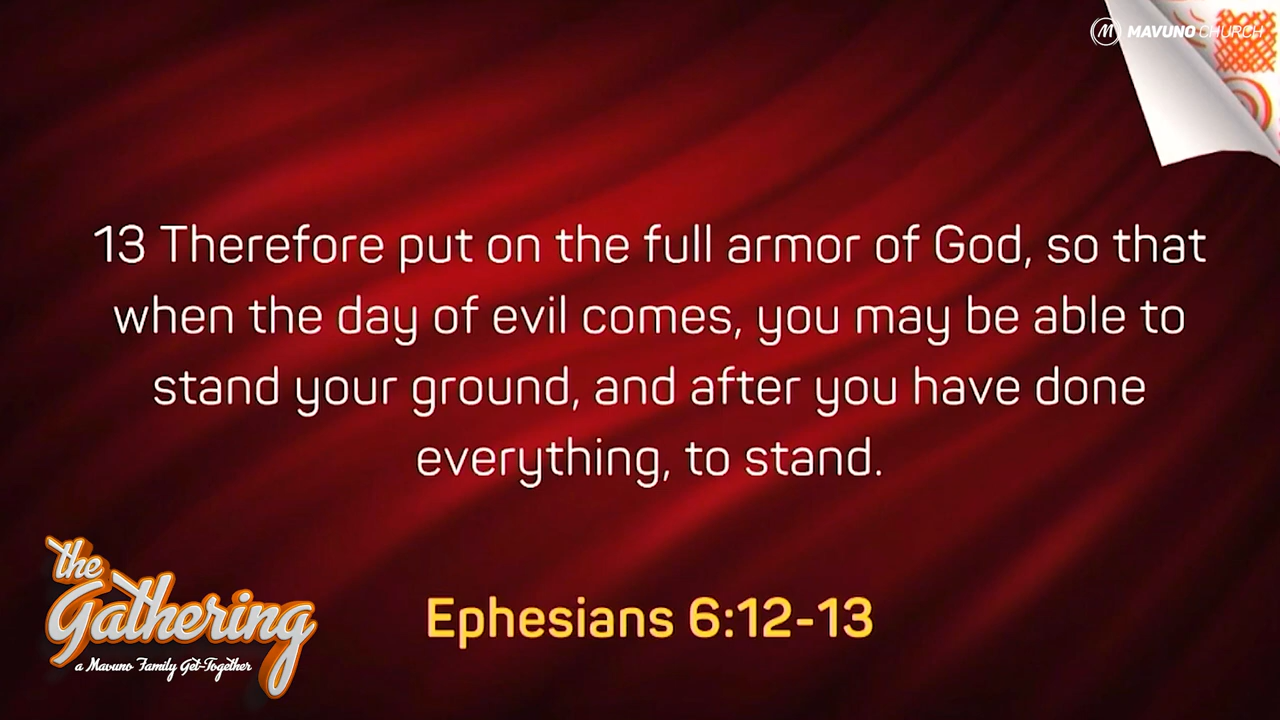 M MAVUNO CHURCH
13 Therefore put on the full armor of God, so that
when the day of evil comes, you may be able to
stand your ground, and after you have done
everything, to stand.
Ephesians 6:12-13
the
Gathering
a Mavuno Family Get-Together